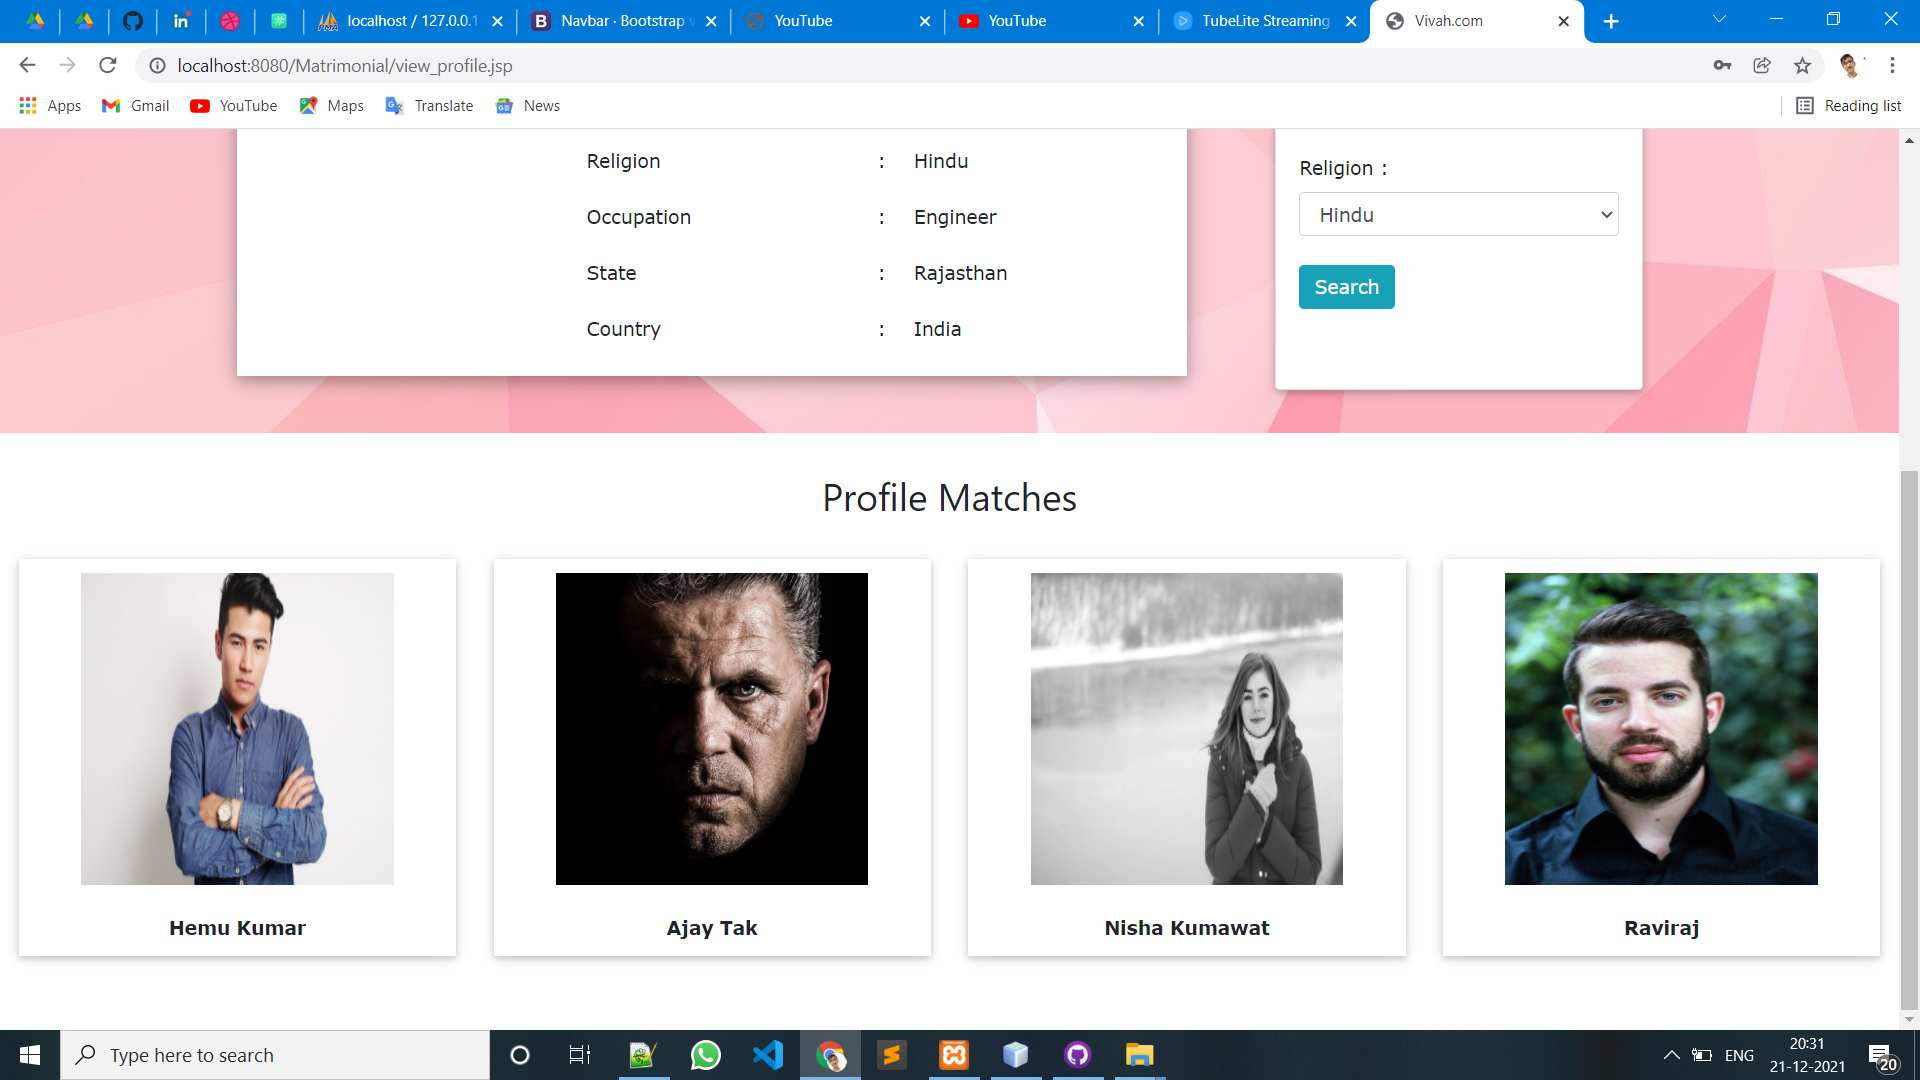 localhost / 127.0.0.1
Navbar · Bootstrap v
YouTube
YouTube
TubeLite Streaming
Vivah.com
localhost:8080/Matrimonial/view_profile.jsp
Apps
Gmail
YouTube
Maps
Translate
News
Reading list
Religion : Hindu
Occupation : Engineer
State : Rajasthan
Country : India
Religion :
Hindu
Search
Profile Matches
Hemu Kumar
Ajay Tak
Nisha Kumawat
Raviraj
Type here to search
ENG
20:31
21-12-2021
20